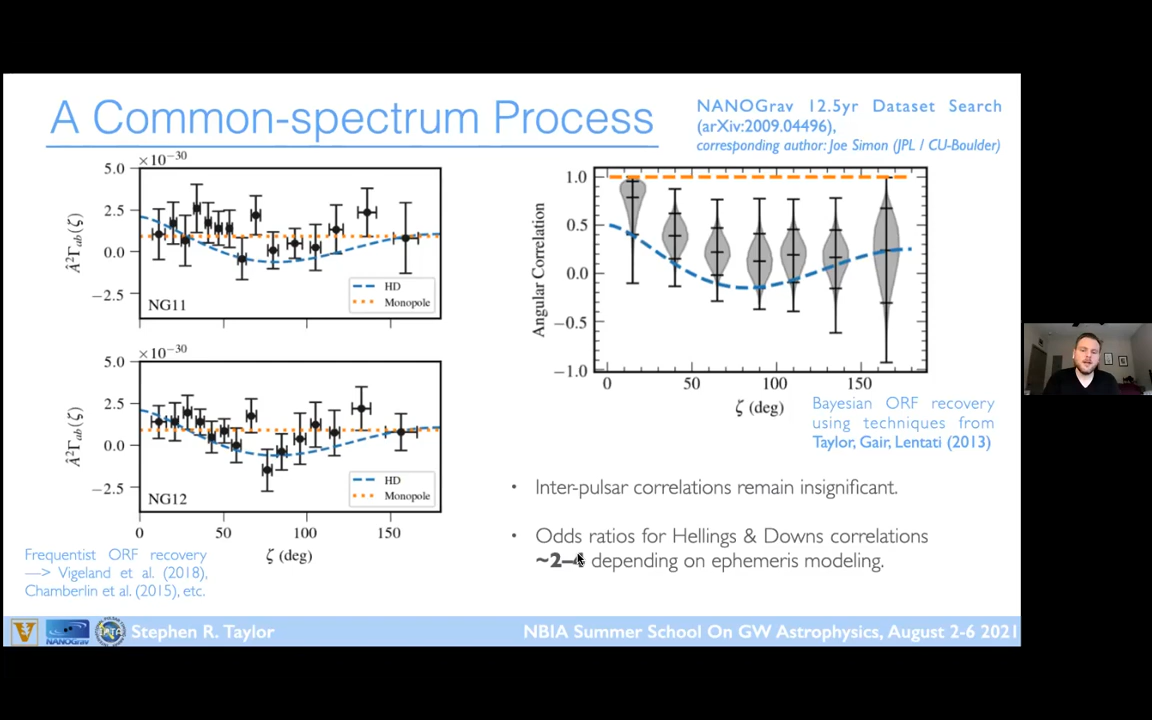 A Common-spectrum Process
NANOGrav 12.5yr Dataset Search
(arXiv:2009.04496),
corresponding author: Joe Simon (JPL / CU-Boulder)
×10⁻³⁰
5.0
2.5
0.0
−2.5
Â²Γab(ζ)
NG11
HD
Monopole
×10⁻³⁰
5.0
2.5
0.0
−2.5
Â²Γab(ζ)
NG12
HD
Monopole
0 50 100 150
ζ (deg)
Frequentist ORF recovery
—> Vigeland et al. (2018),
Chamberlin et al. (2015), etc.
1.0
0.5
0.0
−0.5
−1.0
Angular Correlation
0 50 100 150
ζ (deg)
Bayesian ORF recovery
using techniques from
Taylor, Gair, Lentati (2013)
• Inter-pulsar correlations remain insignificant.
• Odds ratios for Hellings & Downs correlations
~2–4 depending on ephemeris modeling.
V NANOGrav IPTA Stephen R. Taylor
NBIA Summer School On GW Astrophysics, August 2-6 2021